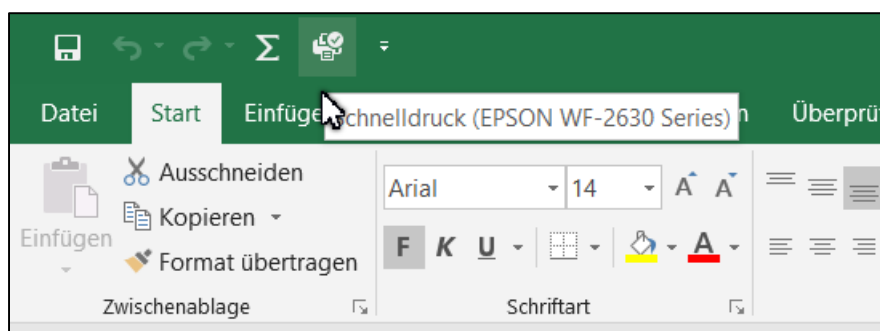 Datei Start Einfüge chnelldruck (EPSON WF-2630 Series) n Überprü
Einfügen
Ausschneiden
Kopieren
Format übertragen
Zwischenablage
Arial 14 A A
F K U A
Schriftart